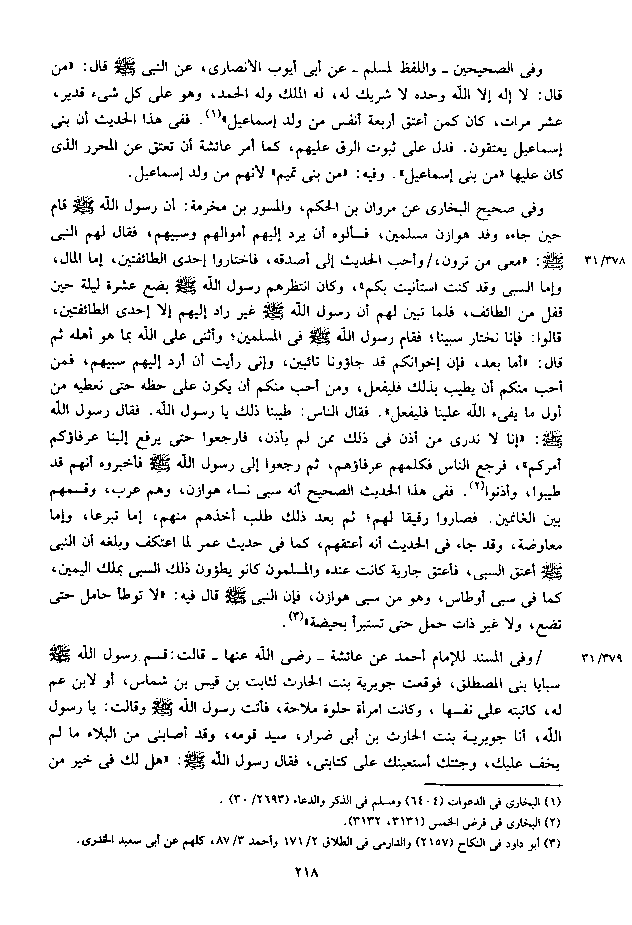 وفى الصحيحين ـ واللفظ لمسلم ـ عن أبى أيوب الأنصارى، عن النبى ﷺ قال: «من
قال: لا إله إلا الله وحده لا شريك له، له الملك وله الحمد، وهو على كل شىء قدير،
عشر مرات، كان كمن أعتق أربعة أنفس من ولد إسماعيل»(١). ففى هذا الحديث أن بنى
إسماعيل يعتقون. فدل على ثبوت الرق عليهم، كما أمر عائشة أن تعتق عن المحرر الذى
كان عليها «من بنى إسماعيل». وفيه: «من بنى تميم» لأنهم من ولد إسماعيل.
وفى صحيح البخارى عن مروان بن الحكم، والمسور بن مخرمة: أن رسول الله ﷺ قام
حين جاءه وفد هوازن مسلمين، فسألوه أن يرد إليهم أموالهم وسبيهم، فقال لهم النبى
٣١/٣٧٨ ﷺ: «معى من ترون، / وأحب الحديث إلى أصدقه، فاختاروا إحدى الطائفتين، إما المال،
وإما السبى وقد كنت استأنيت بكم»، وكان انتظرهم رسول الله ﷺ بضع عشرة ليلة حين
قفل من الطائف، فلما تبين لهم أن رسول الله ﷺ غير راد إليهم إلا إحدى الطائفتين،
قالوا: فإنا نختار سبينا؛ فقام رسول الله ﷺ فى المسلمين؛ وأثنى على الله بما هو أهله ثم
قال: «أما بعد، فإن إخوانكم قد جاؤونا تائبين، وإنى رأيت أن أرد إليهم سبيهم، فمن
أحب منكم أن يطيب بذلك فليفعل، ومن أحب منكم أن يكون على حظه حتى نعطيه من
أول ما يفىء الله علينا فليفعل». فقال الناس: طيبنا ذلك يا رسول الله. فقال رسول الله
ﷺ: «إنا لا ندرى من أذن فى ذلك ممن لم يأذن، فارجعوا حتى يرفع إلينا عرفاؤكم
أمركم»، فرجع الناس فكلمهم عرفاؤهم، ثم رجعوا إلى رسول الله ﷺ فأخبروه أنهم قد
طيبوا، وأذنوا(٢). ففى هذا الحديث الصحيح أنه سبى نساء هوازن، وهم عرب، وقسمهم
بين الغانمين. فصاروا رقيقا لهم؛ ثم بعد ذلك طلب أخذهم منهم، إما تبرعا، وإما
معاوضة، وقد جاء فى الحديث أنه أعتقهم، كما فى حديث عمر لما اعتكف وبلغه أن النبى
ﷺ أعتق السبى، فأعتق جارية كانت عنده والمسلمون كانو يطؤون ذلك السبى بملك اليمين،
كما فى سبى أوطاس، وهو من سبى هوازن، فإن النبى ﷺ قال فيه: «لا توطأ حامل حتى
تضع، ولا غير ذات حمل حتى تستبرأ بحيضة»(٣).
٣١/٣٧٩ / وفى المسند للإمام أحمد عن عائشة ـ رضى الله عنها ـ قالت: قسم رسول الله ﷺ
سبايا بنى المصطلق، فوقعت جويرية بنت الحارث لثابت بن قيس بن شماس، أو لابن عم
له، كاتبته على نفسها، وكانت امرأة حلوة ملاحة، فأتت رسول الله ﷺ وقالت: يا رسول
الله، أنا جويرية بنت الحارث بن أبى ضرار، سيد قومه، وقد أصابنى من البلاء ما لم
يخف عليك، وجئتك أستعينك على كتابتى، فقال رسول الله ﷺ: «هل لك فى خير من
(١) البخارى فى الدعوات (٦٤٠٤) ومسلم فى الذكر والدعاء (٢٦٩٣/ ٣٠) .
(٢) البخارى فى فرض الخمس (٣١٣١، ٣١٣٢).
(٣) أبو داود فى النكاح (٢١٥٧) والدارمى فى الطلاق ٢/ ١٧١ وأحمد ٣/ ٨٧، كلهم عن أبى سعيد الخدرى.
٢١٨